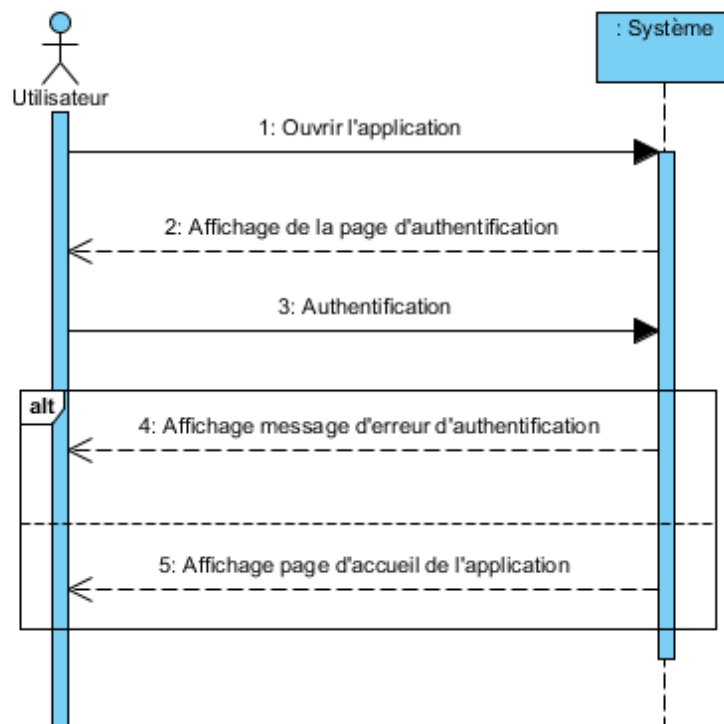 : Système
Utilisateur
1: Ouvrir l'application
2: Affichage de la page d'authentification
3: Authentification
alt
4: Affichage message d'erreur d'authentification
5: Affichage page d'accueil de l'application